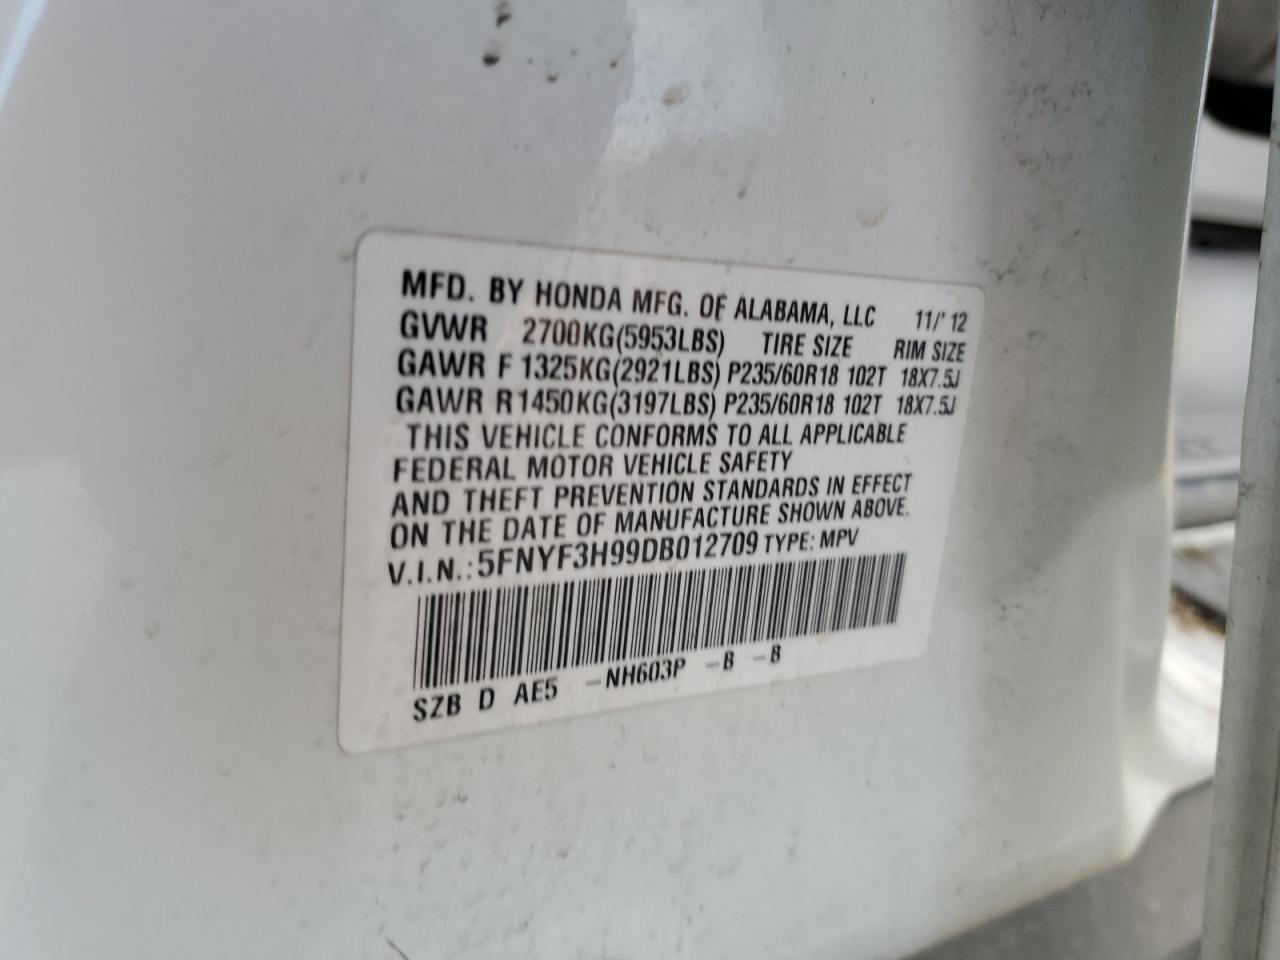 MFD. BY HONDA MFG. OF ALABAMA, LLC 11/'12
GVWR 2700KG(5953LBS) TIRE SIZE RIM SIZE
GAWR F 1325KG(2921LBS) P235/60R18 102T 18X7.5J
GAWR R 1450KG(3197LBS) P235/60R18 102T 18X7.5J
THIS VEHICLE CONFORMS TO ALL APPLICABLE
FEDERAL MOTOR VEHICLE SAFETY
AND THEFT PREVENTION STANDARDS IN EFFECT
ON THE DATE OF MANUFACTURE SHOWN ABOVE.
V.I.N.: 5FNYF3H99DB012709 TYPE: MPV
SZB D AE5 -NH603P -B -B